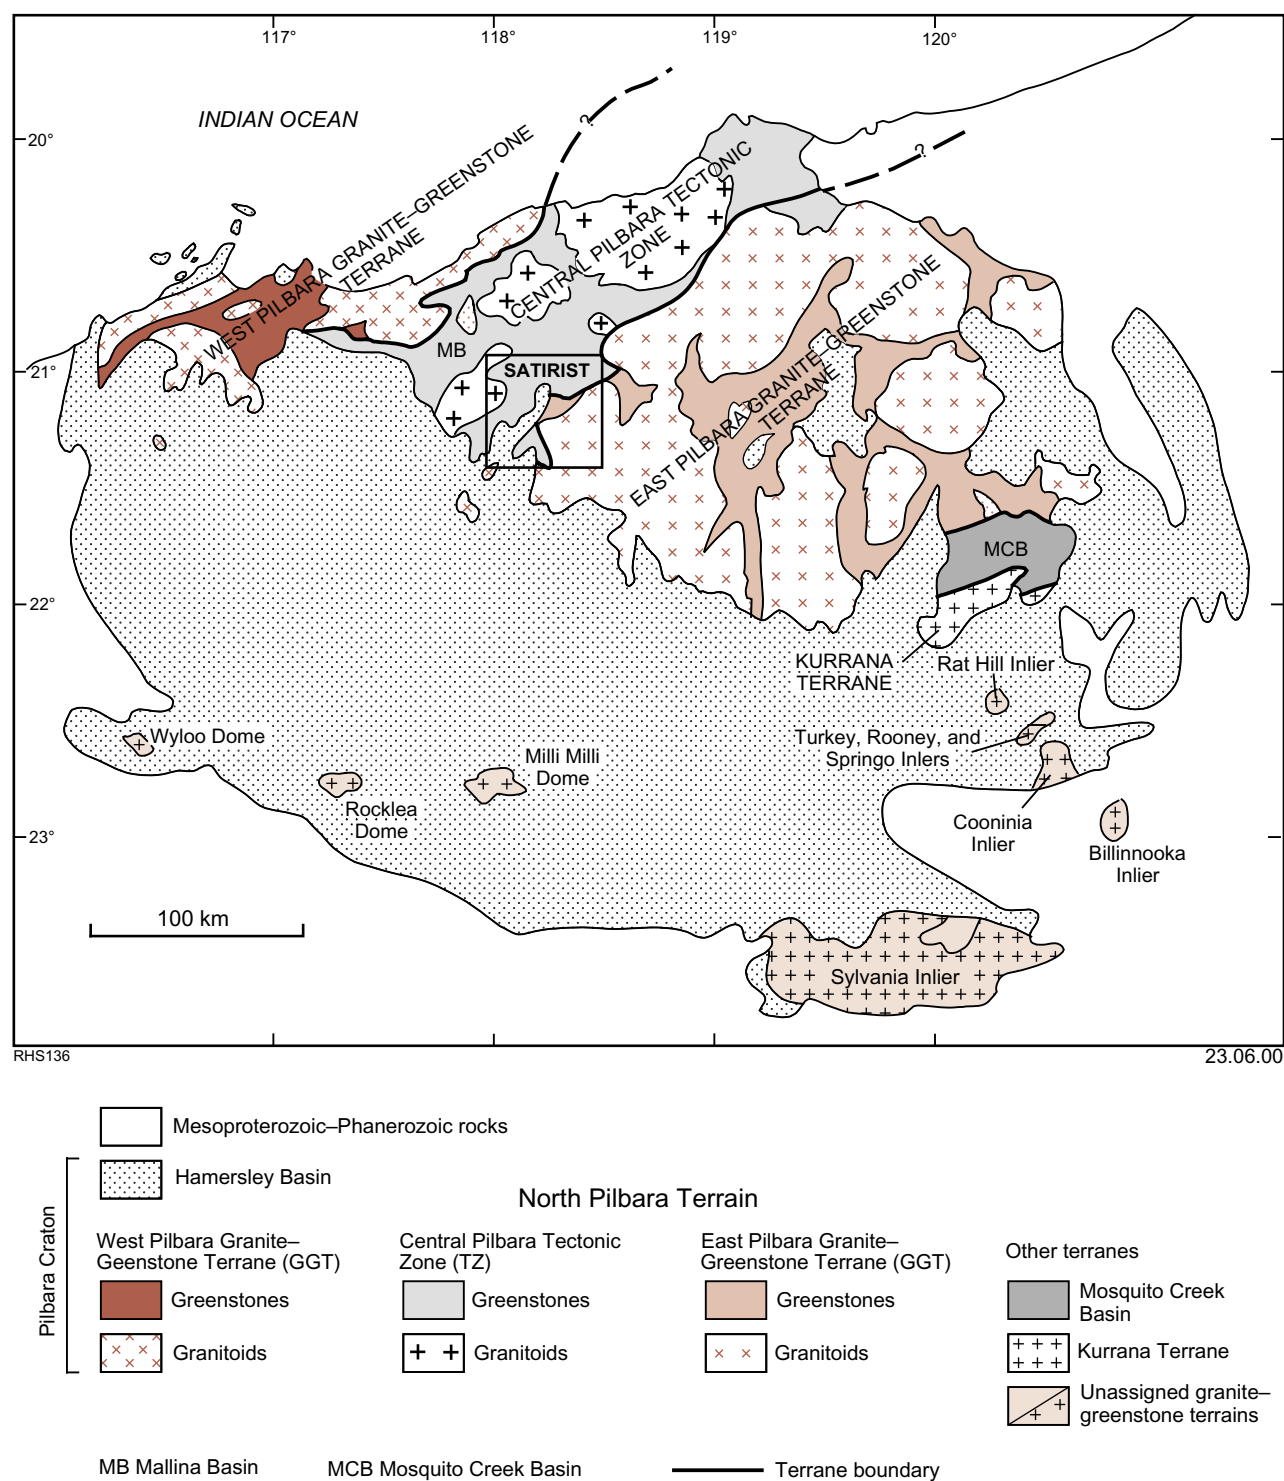 117°
118°
119°
120°
INDIAN OCEAN
20°
21°
22°
23°
?
?
WEST PILBARA GRANITE–GREENSTONE
TERRANE
CENTRAL PILBARA TECTONIC
ZONE
EAST PILBARA GRANITE–GREENSTONE
TERRANE
MB
SATIRIST
MCB
KURRANA
TERRANE
Rat Hill Inlier
Turkey, Rooney, and
Springo Inlers
Wyloo Dome
Milli Milli
Dome
Rocklea
Dome
Cooninia
Inlier
Billinnooka
Inlier
100 km
Sylvania Inlier
RHS136
23.06.00
Mesoproterozoic–Phanerozoic rocks
Pilbara Craton
Hamersley Basin
North Pilbara Terrain
West Pilbara Granite–
Geenstone Terrane (GGT)
Greenstones
Granitoids
Central Pilbara Tectonic
Zone (TZ)
Greenstones
Granitoids
East Pilbara Granite–
Greenstone Terrane (GGT)
Greenstones
Granitoids
Other terranes
Mosquito Creek
Basin
Kurrana Terrane
Unassigned granite–
greenstone terrains
MB Mallina Basin
MCB Mosquito Creek Basin
Terrane boundary